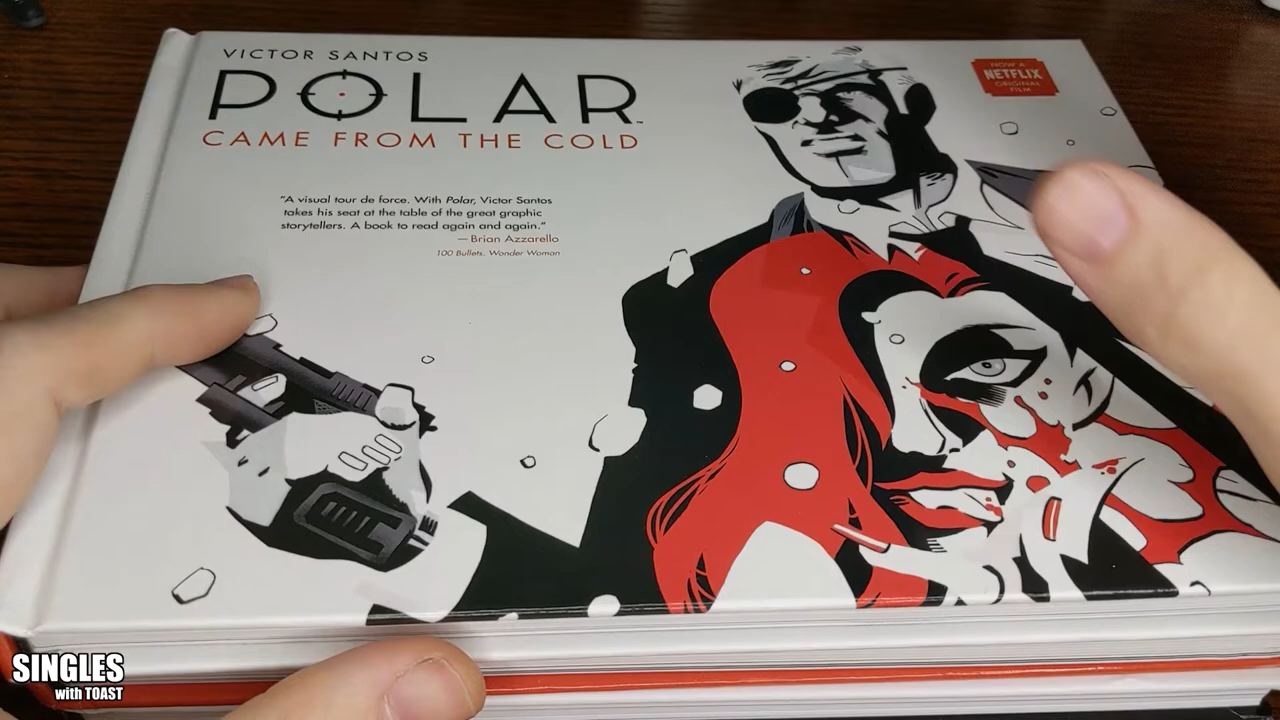 VICTOR SANTOS
POLAR™
CAME FROM THE COLD
NOW A
NETFLIX
ORIGINAL
FILM
"A visual tour de force. With Polar, Victor Santos
takes his seat at the table of the great graphic
storytellers. A book to read again and again."
—Brian Azzarello
100 Bullets, Wonder Woman
SINGLES
with TOAST